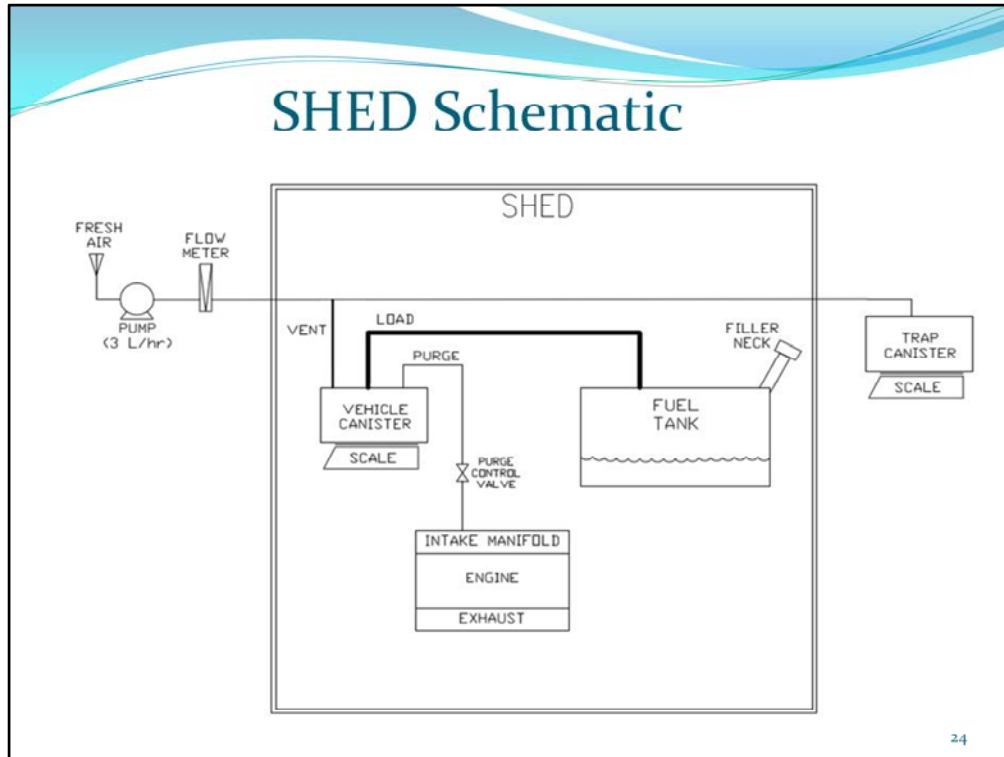 SHED Schematic
SHED
FRESH
AIR
FLOW
METER
PUMP
(3 L/hr)
VENT
LOAD
PURGE
FILLER
NECK
TRAP
CANISTER
SCALE
VEHICLE
CANISTER
SCALE
FUEL
TANK
PURGE
CONTROL
VALVE
INTAKE MANIFOLD
ENGINE
EXHAUST
24